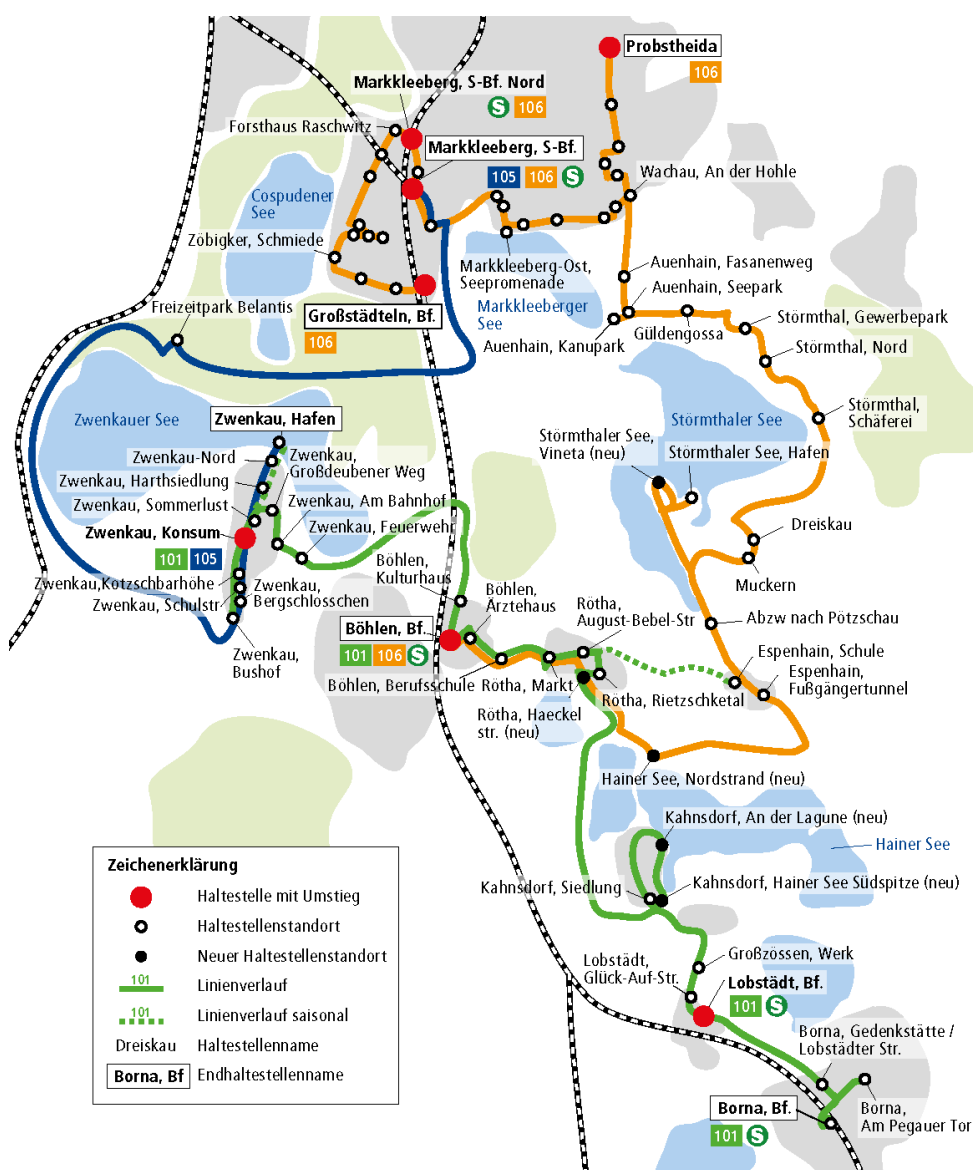 Probstheida
106
Markkleeberg, S-Bf. Nord
S 106
Forsthaus Raschwitz
Markkleeberg, S-Bf.
105 106 S
Wachau, An der Hohle
Cospudener
See
Zöbigker, Schmiede
Markkleeberg-Ost,
Seepromenade
Auenhain, Fasanenweg
Auenhain, Seepark
Freizeitpark Belantis
Großstädteln, Bf.
106
Markkleeberger
See
Auenhain, Kanupark
Güldengossa
Störmthal, Gewerbepark
Störmthal, Nord
Störmthal,
Schäferei
Zwenkauer See
Zwenkau, Hafen
Störmthaler See
Störmthaler See,
Vineta (neu)
Störmthaler See, Hafen
Zwenkau-Nord
Zwenkau,
Großdeubener Weg
Zwenkau, Harthsiedlung
Zwenkau, Am Bahnhof
Zwenkau, Sommerlust
Zwenkau, Feuerwehr
Zwenkau, Konsum
101 105
Dreiskau
Muckern
Böhlen,
Kulturhaus
Zwenkau,Kotzschbarhöhe
Zwenkau, Schulstr
Zwenkau,
Bergschlosschen
Böhlen,
Ärztehaus
Rötha,
August-Bebel-Str
Abzw nach Pötzschau
Böhlen, Bf.
101 106 S
Zwenkau,
Bushof
Espenhain, Schule
Espenhain,
Fußgängertunnel
Böhlen, Berufsschule
Rötha, Markt
Rötha, Rietzschketal
Rötha, Haeckel
str. (neu)
Hainer See, Nordstrand (neu)
Kahnsdorf, An der Lagune (neu)
Hainer See
Kahnsdorf, Siedlung
Kahnsdorf, Hainer See Südspitze (neu)
Großzössen, Werk
Lobstädt,
Glück-Auf-Str.
Lobstädt, Bf.
101 S
Borna, Gedenkstätte /
Lobstädter Str.
Borna, Bf.
101 S
Borna,
Am Pegauer Tor
Zeichenerklärung
Haltestelle mit Umstieg
Haltestellenstandort
Neuer Haltestellenstandort
101 Linienverlauf
101 Linienverlauf saisonal
Dreiskau Haltestellenname
Borna, Bf Endhaltestellenname